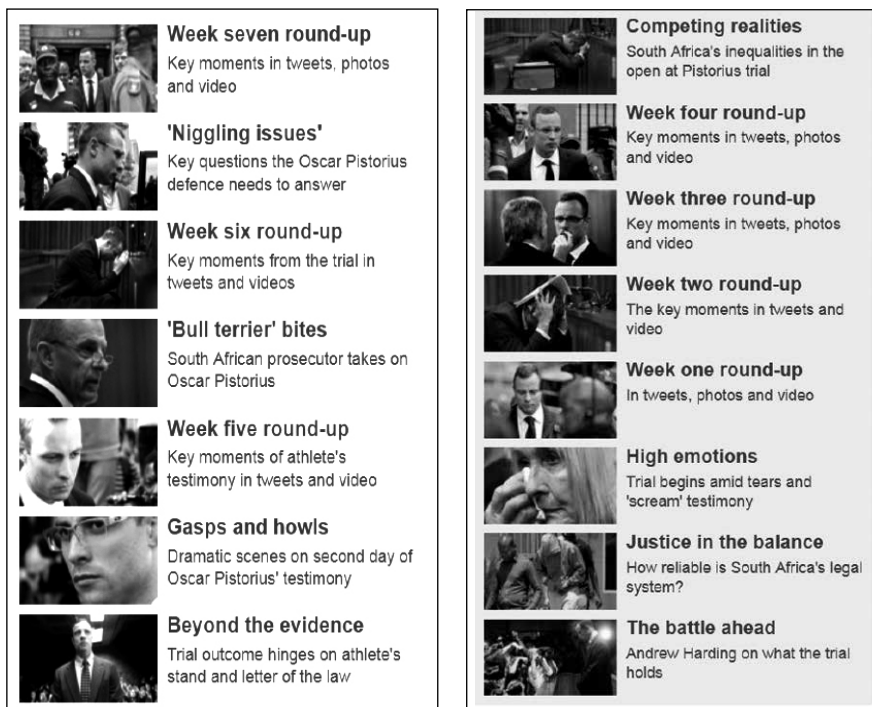 Week seven round-up
Key moments in tweets, photos
and video
'Niggling issues'
Key questions the Oscar Pistorius
defence needs to answer
Week six round-up
Key moments from the trial in
tweets and videos
'Bull terrier' bites
South African prosecutor takes on
Oscar Pistorius
Week five round-up
Key moments of athlete's
testimony in tweets and video
Gasps and howls
Dramatic scenes on second day of
Oscar Pistorius' testimony
Beyond the evidence
Trial outcome hinges on athlete's
stand and letter of the law
Competing realities
South Africa's inequalities in the
open at Pistorius trial
Week four round-up
Key moments in tweets, photos
and video
Week three round-up
Key moments in tweets, photos
and video
Week two round-up
The key moments in tweets and
video
Week one round-up
In tweets, photos and video
High emotions
Trial begins amid tears and
'scream' testimony
Justice in the balance
How reliable is South Africa's legal
system?
The battle ahead
Andrew Harding on what the trial
holds